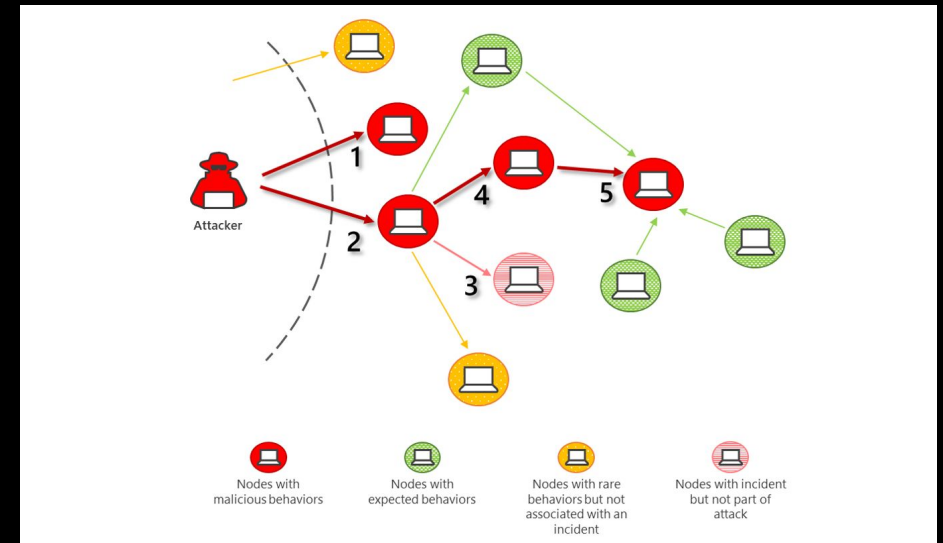 1
Attacker
4
5
2
3
Nodes with
malicious behaviors
Nodes with
expected behaviors
Nodes with rare
behaviors but not
associated with an
incident
Nodes with incident
but not part of
attack